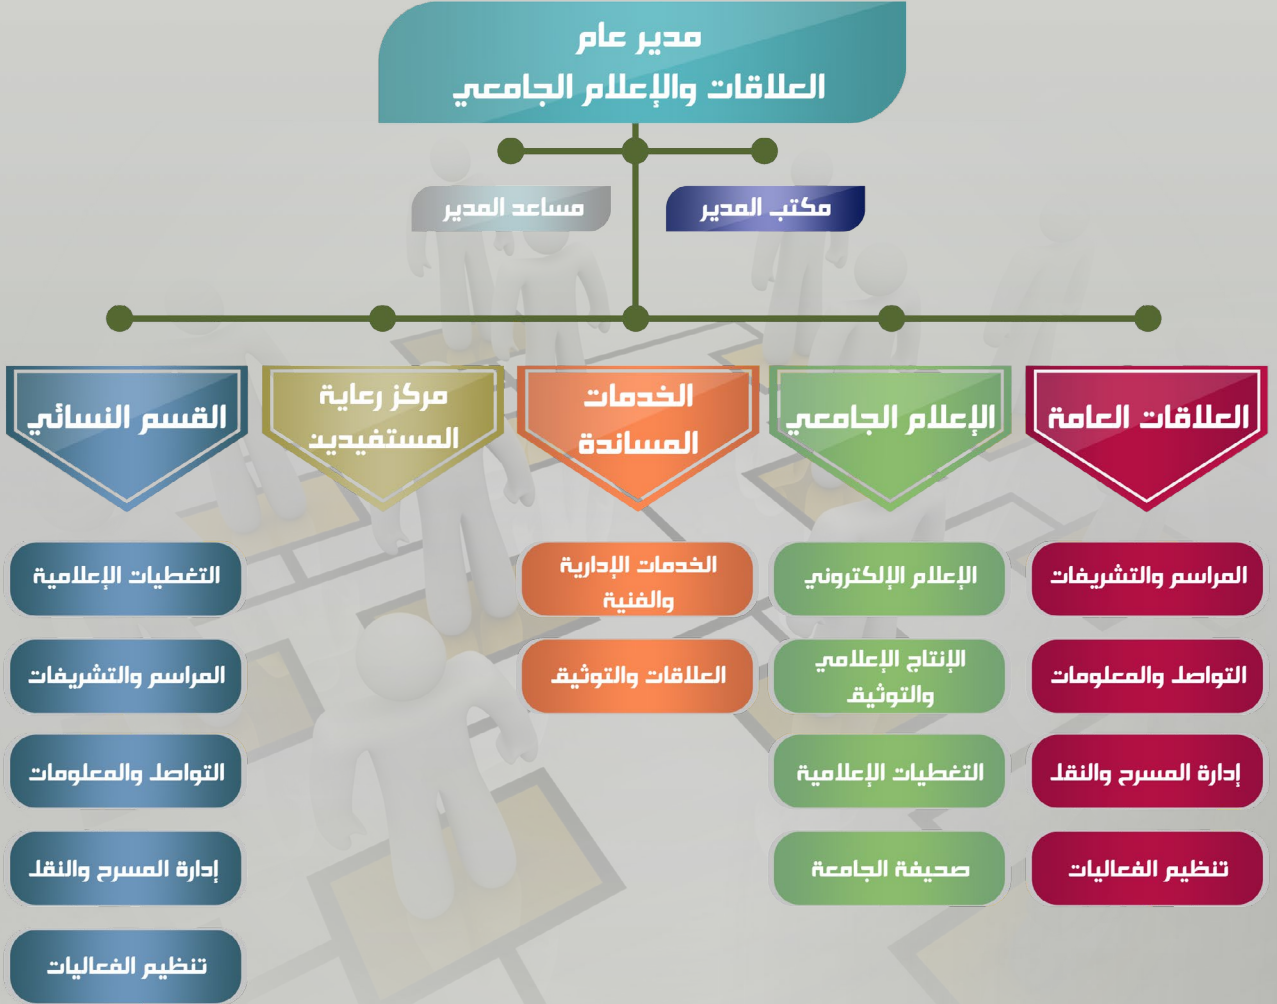 مدير عام
العلاقات والإعلام الجامعي
مكتب المدير
مساعد المدير
العلاقات العامة
المراسم والتشريفات
التواصل والمعلومات
إدارة المسرح والنقل
تنظيم الفعاليات
الإعلام الجامعي
الإعلام الإلكتروني
الإنتاج الإعلامي
والتوثيق
التغطيات الإعلامية
صحيفة الجامعة
الخدمات
المساندة
الخدمات الإدارية
والفنية
العلاقات والتوثيق
مركز رعاية
المستفيدين
القسم النسائي
التغطيات الإعلامية
المراسم والتشريفات
التواصل والمعلومات
إدارة المسرح والنقل
تنظيم الفعاليات